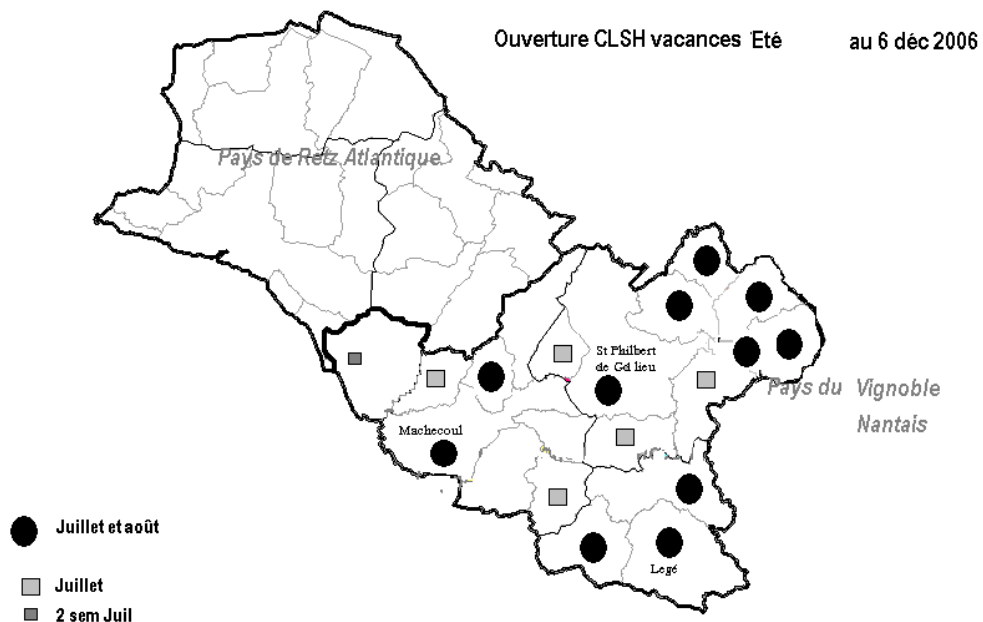 Ouverture CLSH vacances Eté au 6 déc 2006
Pays de Retz Atlantique
St Philbert
de Gd lieu
Pays du Vignoble
Nantais
Machecoul
Juillet et août
Legé
Juillet
2 sem Juil